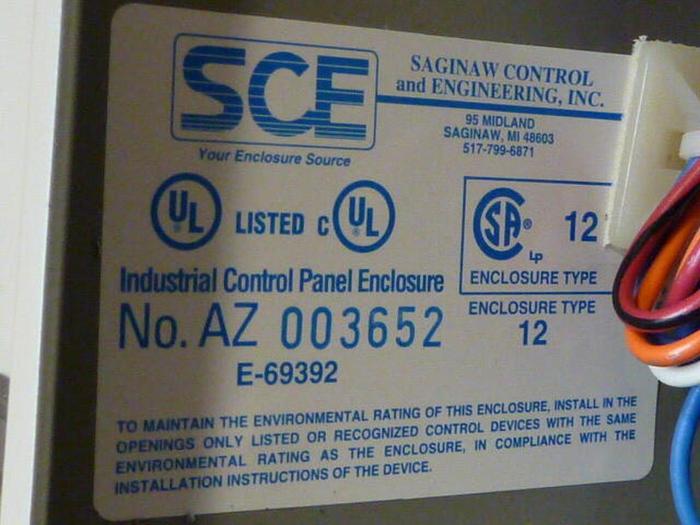 SCE
Your Enclosure Source
SAGINAW CONTROL
and ENGINEERING, INC.
95 MIDLAND
SAGINAW, MI 48603
517-799-6871
UL LISTED C UL
Industrial Control Panel Enclosure
No. AZ 003652
E-69392
CSA ® 12
LP
ENCLOSURE TYPE
ENCLOSURE TYPE
12
TO MAINTAIN THE ENVIRONMENTAL RATING OF THIS ENCLOSURE, INSTALL IN THE
OPENINGS ONLY LISTED OR RECOGNIZED CONTROL DEVICES WITH THE SAME
ENVIRONMENTAL RATING AS THE ENCLOSURE, IN COMPLIANCE WITH THE
INSTALLATION INSTRUCTIONS OF THE DEVICE.